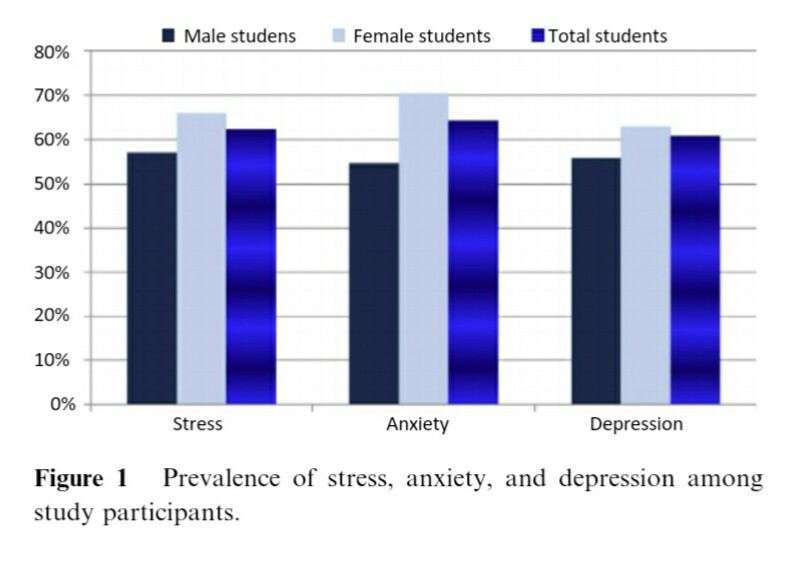 Male studens Female students Total students
80%
70%
60%
50%
40%
30%
20%
10%
0%
Stress Anxiety Depression
Figure 1 Prevalence of stress, anxiety, and depression among
study participants.